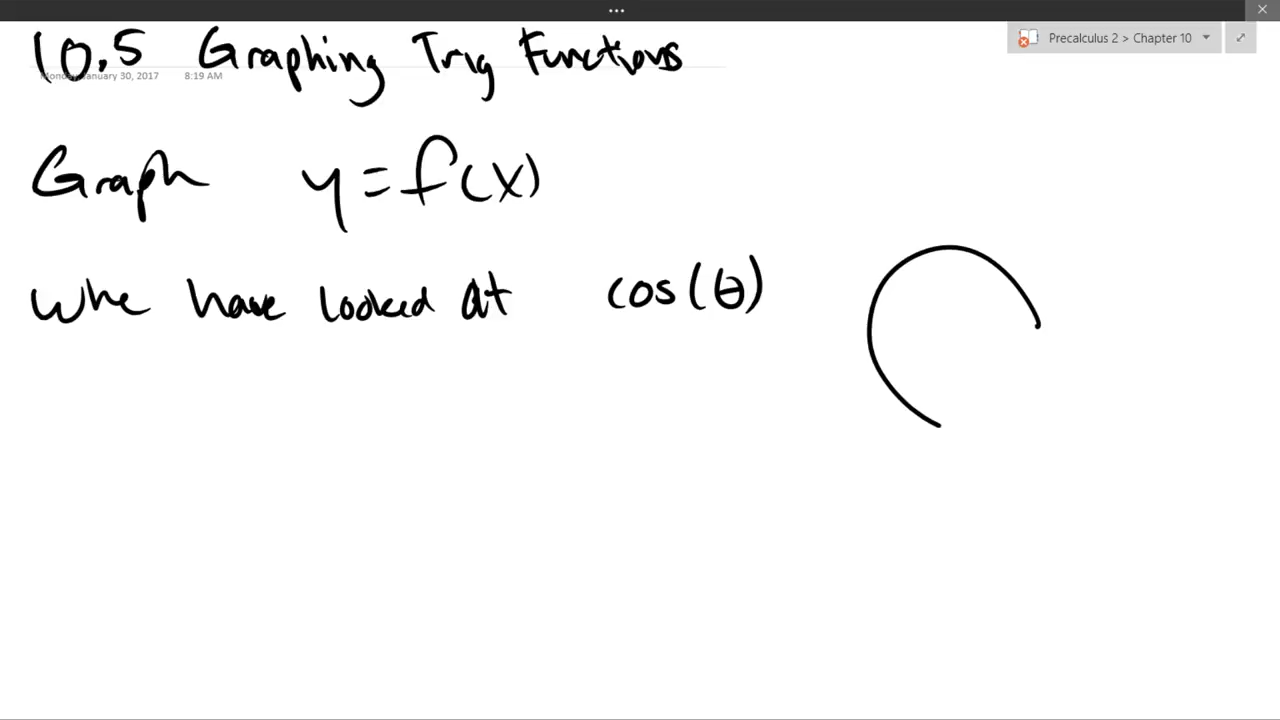 Precalculus 2 > Chapter 10
10.5 Graphing Trig Functions
Monday, January 30, 2017 8:19 AM
Graph y=f(x)
Whe have looked at cos(θ)